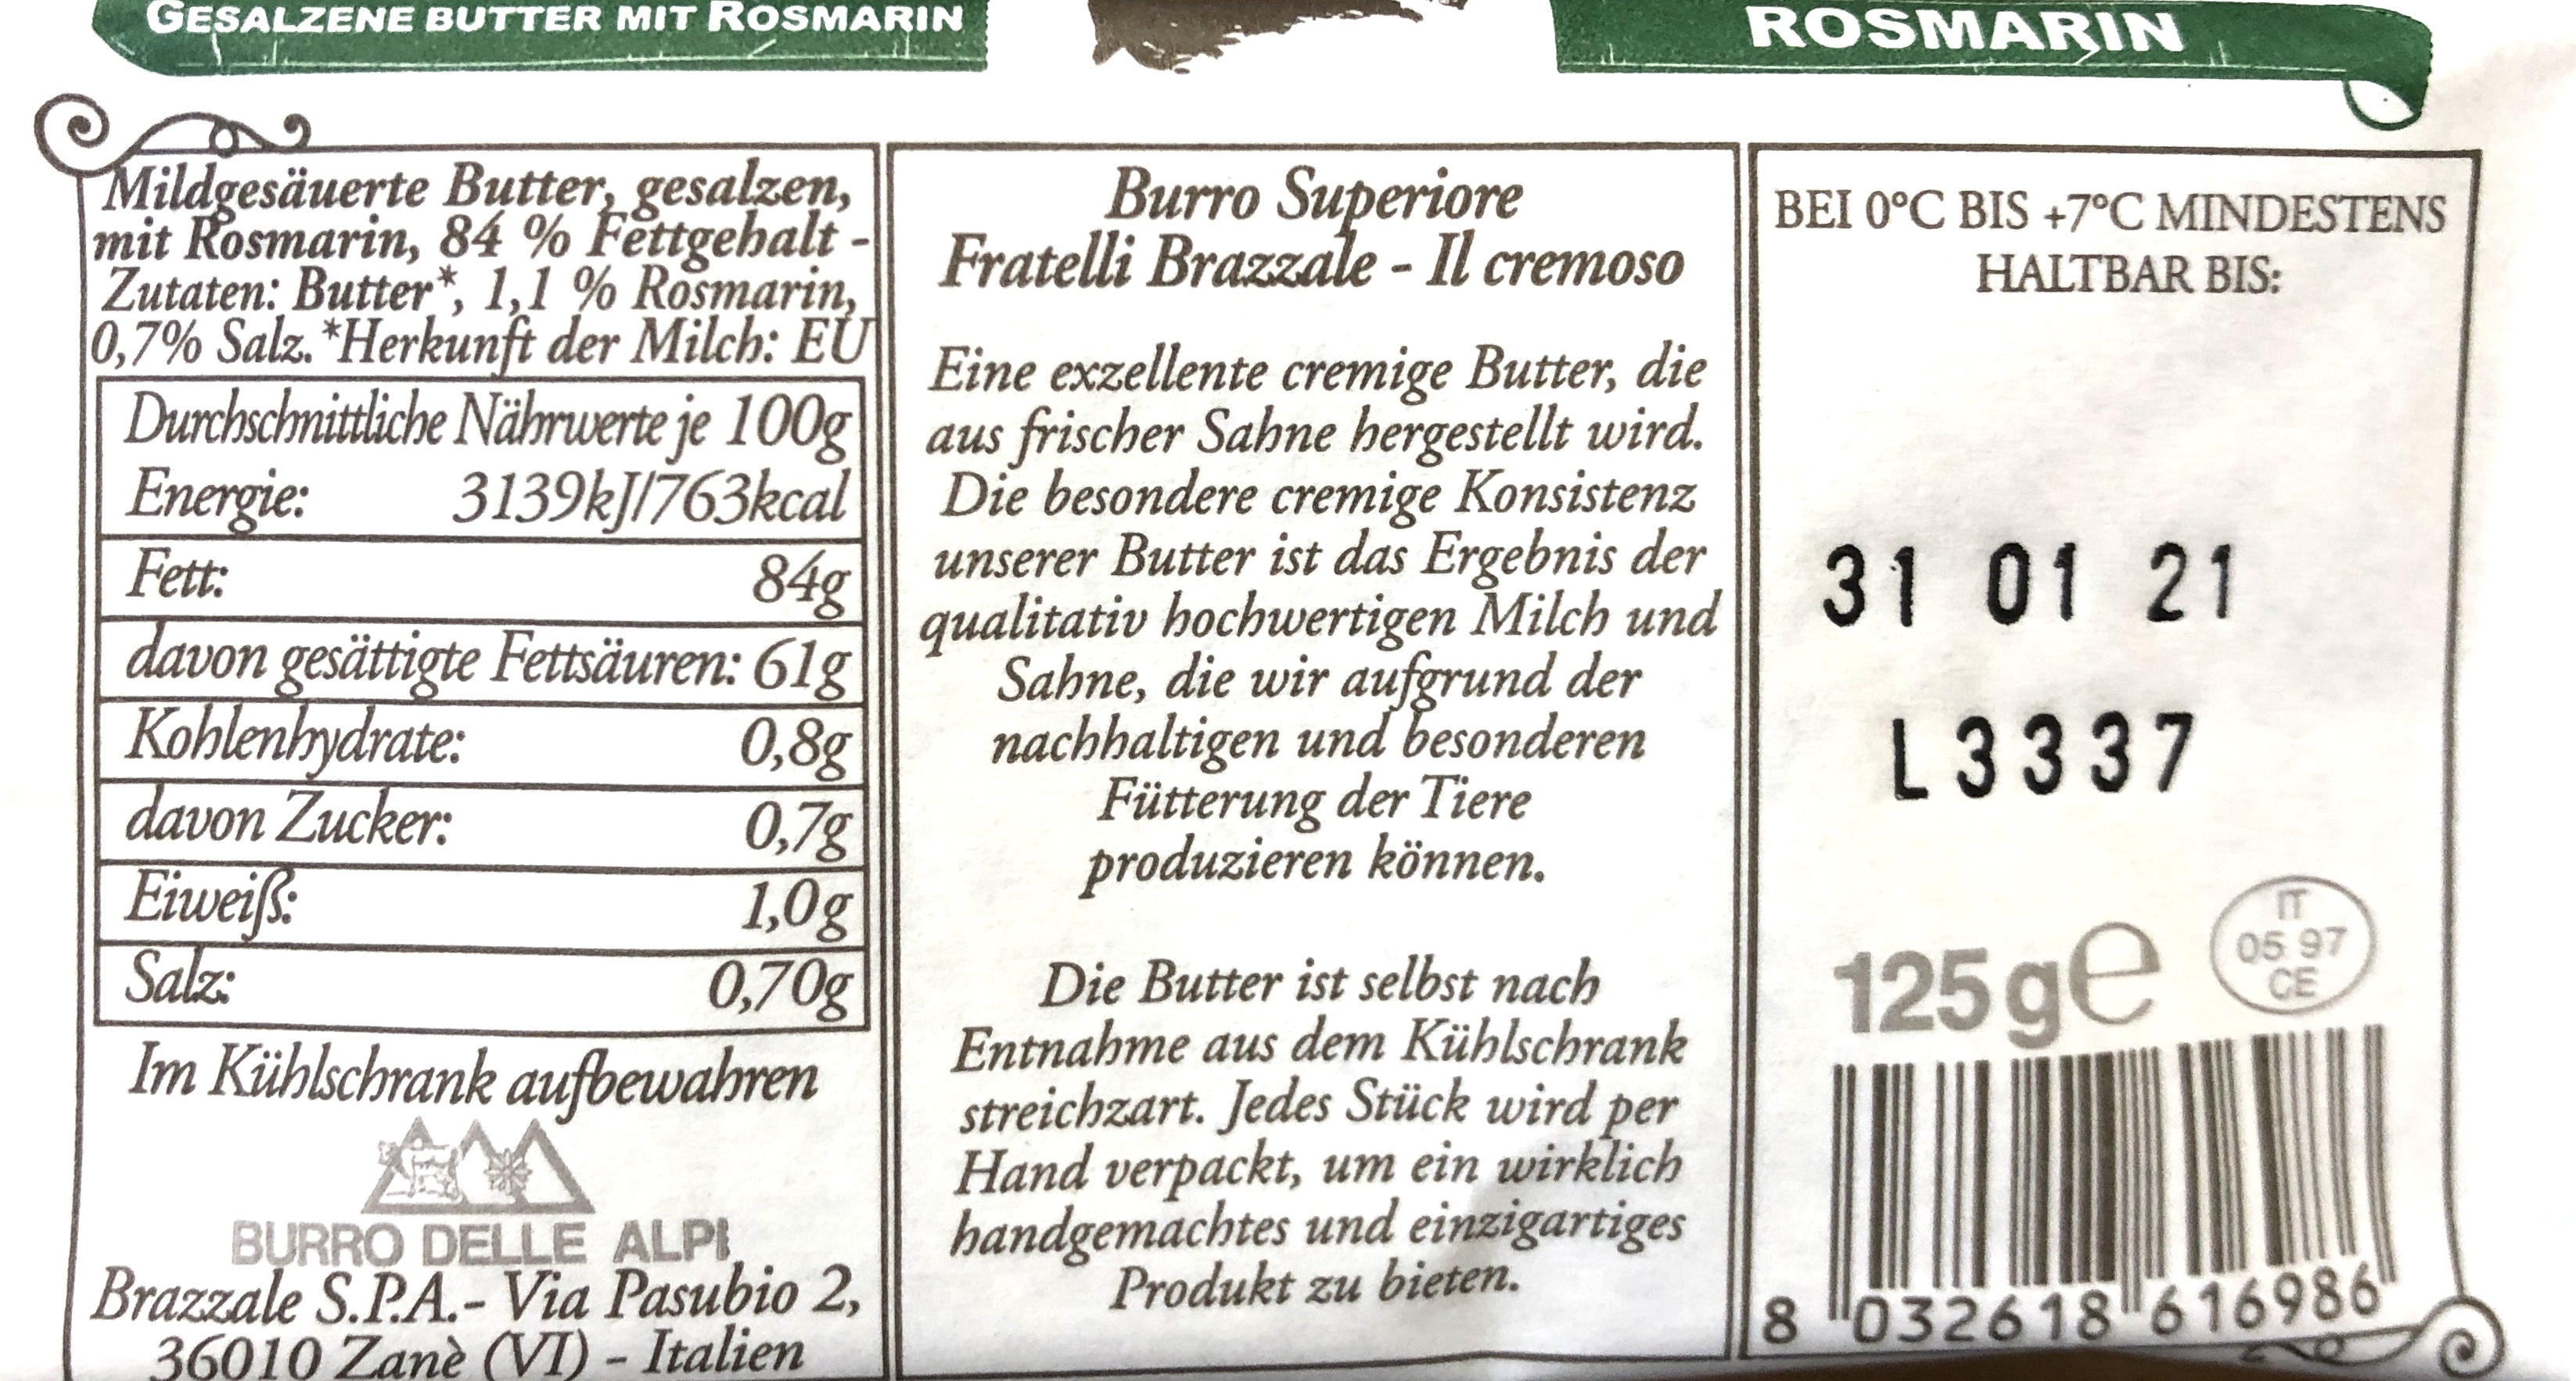 GESALZENE BUTTER MIT ROSMARIN
ROSMARIN
Mildgesäuerte Butter, gesalzen,
mit Rosmarin, 84 % Fettgehalt -
Zutaten: Butter*, 1,1 % Rosmarin,
0,7% Salz. *Herkunft der Milch: EU
Durchschnittliche Nährwerte je 100g
Energie: 3139kJ/763kcal
Fett: 84g
davon gesättigte Fettsäuren: 61g
Kohlenhydrate: 0,8g
davon Zucker: 0,7g
Eiweiß: 1,0g
Salz: 0,70g
Im Kühlschrank aufbewahren
BURRO DELLE ALPI
Brazzale S.P.A.- Via Pasubio 2,
36010 Zanè (VI) - Italien
Burro Superiore
Fratelli Brazzale - Il cremoso
Eine exzellente cremige Butter, die
aus frischer Sahne hergestellt wird.
Die besondere cremige Konsistenz
unserer Butter ist das Ergebnis der
qualitativ hochwertigen Milch und
Sahne, die wir aufgrund der
nachhaltigen und besonderen
Fütterung der Tiere
produzieren können.
Die Butter ist selbst nach
Entnahme aus dem Kühlschrank
streichzart. Jedes Stück wird per
Hand verpackt, um ein wirklich
handgemachtes und einzigartiges
Produkt zu bieten.
BEI 0°C BIS +7°C MINDESTENS
HALTBAR BIS:
31 01 21
L3337
125 g e
IT
05 97
CE
8 032618 616986